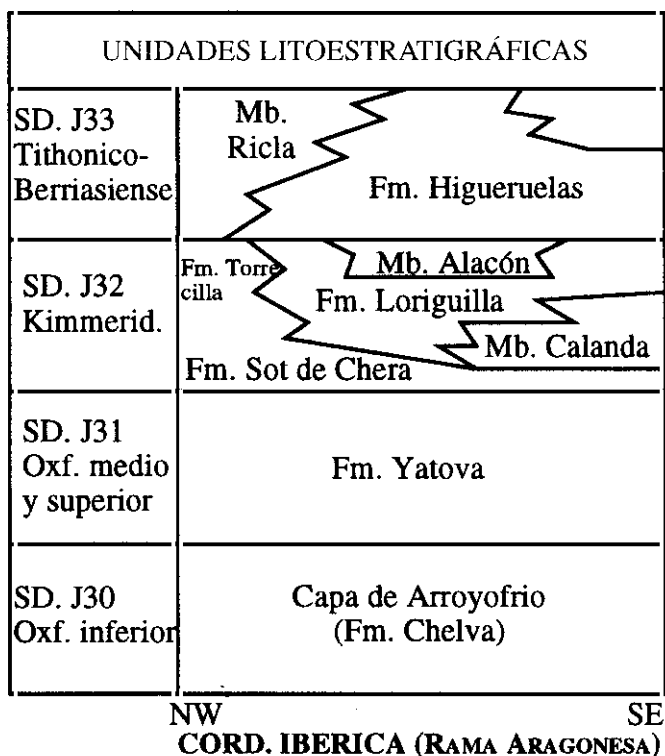 UNIDADES LITOESTRATIGRÁFICAS
SD. J33
Tithonico-
Berriasiense
Mb.
Ricla
Fm. Higueruelas
SD. J32
Kimmerid.
Fm. Torre
cilla
Mb. Alacón
Fm. Loriguilla
Mb. Calanda
Fm. Sot de Chera
SD. J31
Oxf. medio
y superior
Fm. Yatova
SD. J30
Oxf. inferior
Capa de Arroyofrio
(Fm. Chelva)
NW SE
CORD. IBERICA (RAMA ARAGONESA)